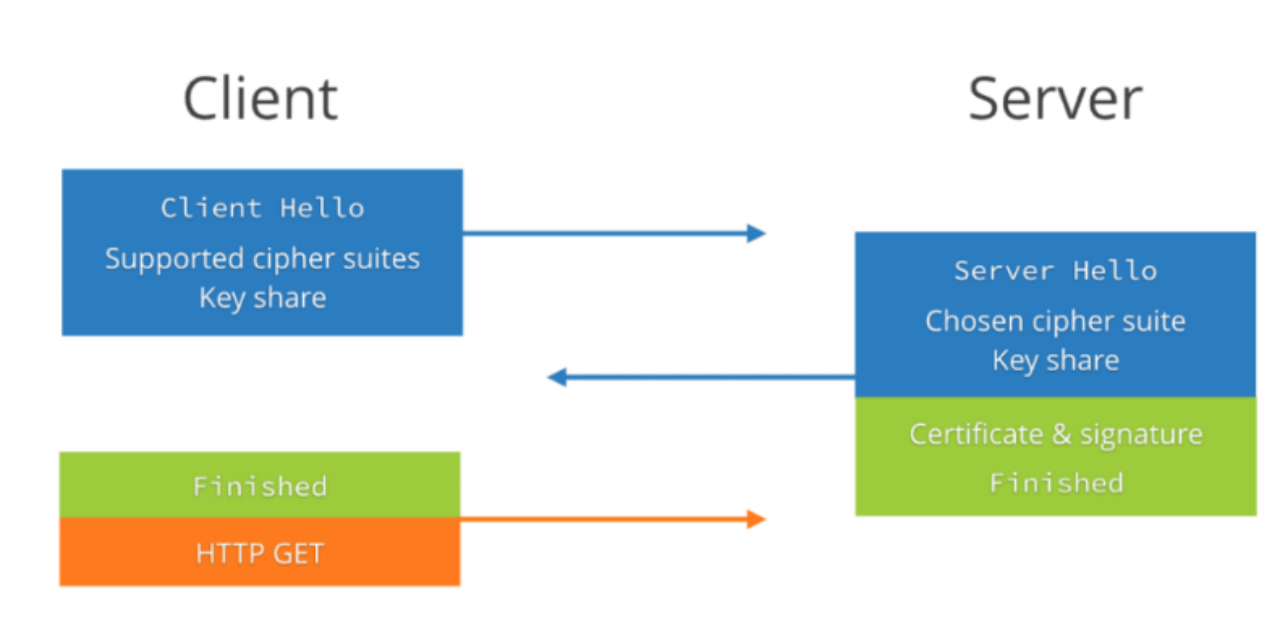 Client
Server
Client Hello
Supported cipher suites
Key share
Server Hello
Chosen cipher suite
Key share
Certificate & signature
Finished
Finished
HTTP GET